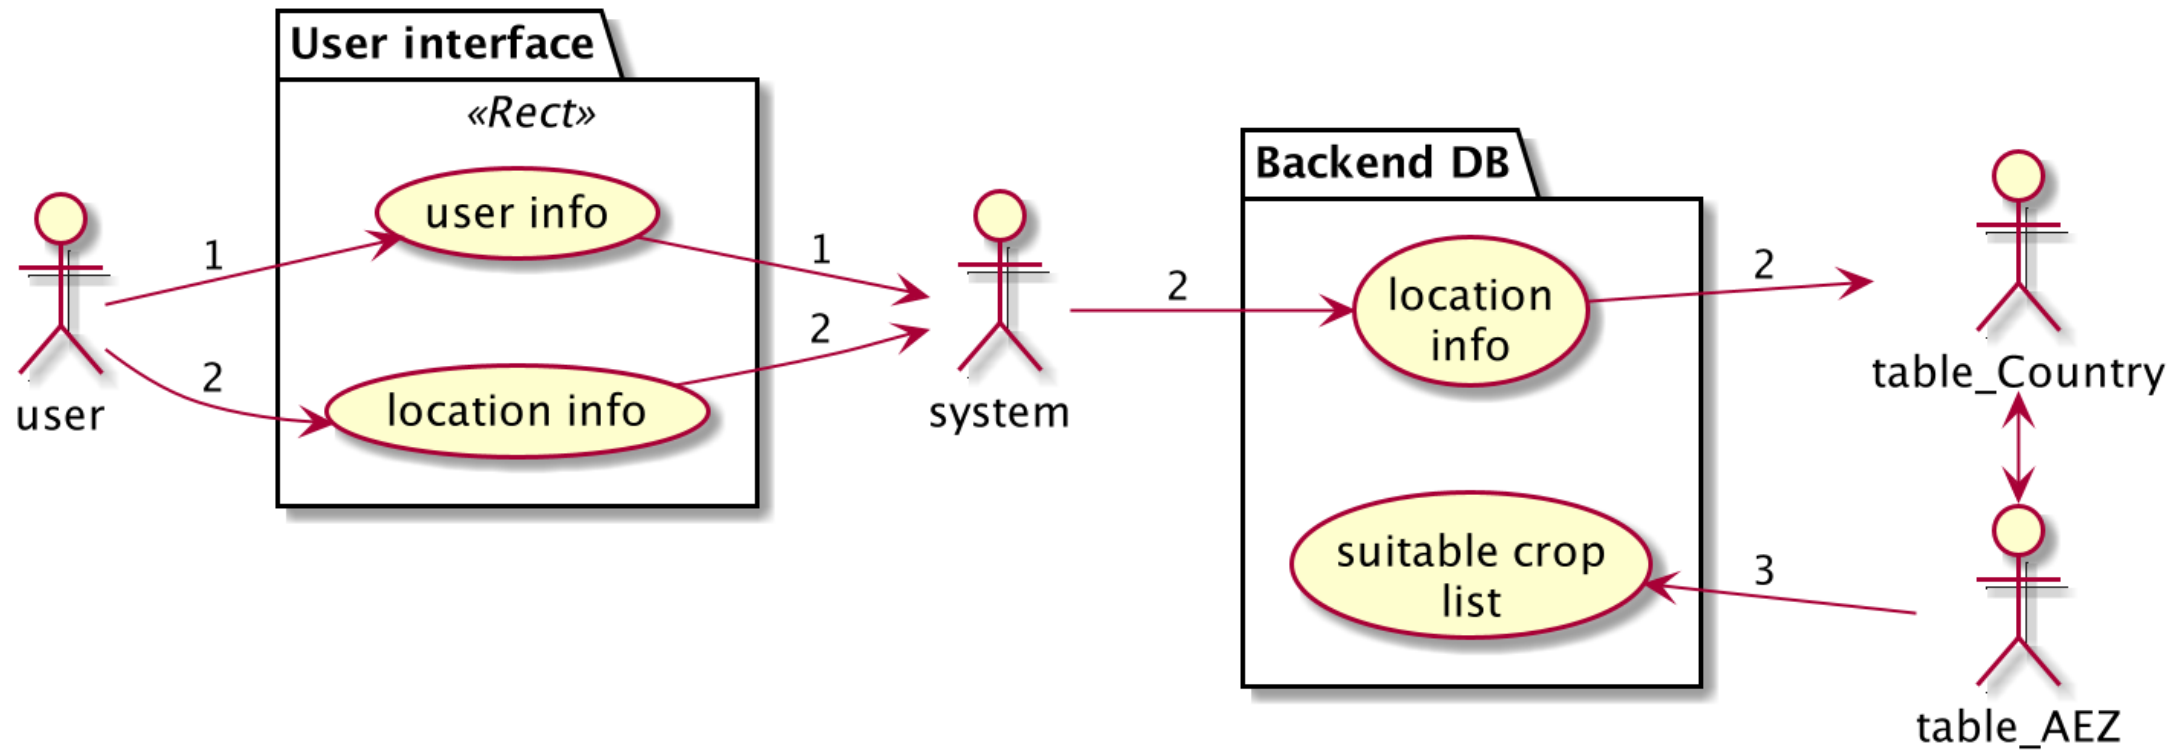 User interface
«Rect»
user info
location info
1
2
user
1
2
system
2
Backend DB
location
info
suitable crop
list
2
3
table_Country
table_AEZ